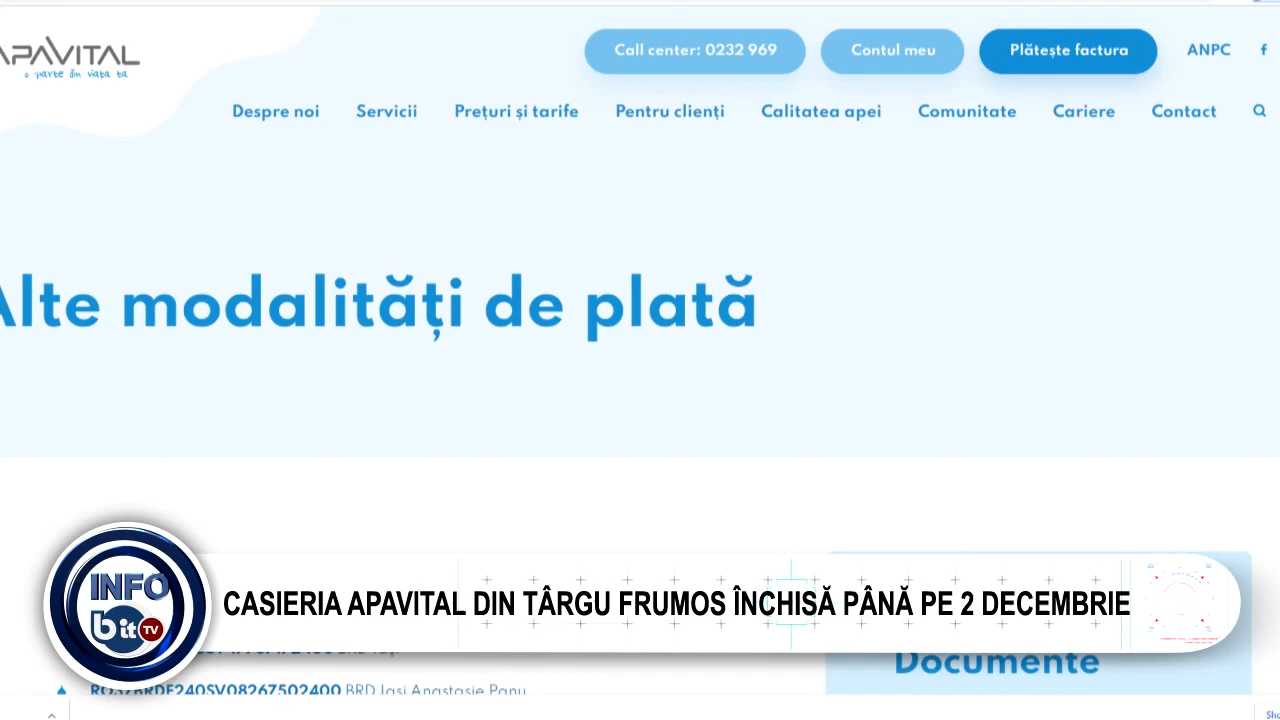 APAVITAL
o parte din viața ta
Call center: 0232 969
Contul meu
Plătește factura
ANPC
f
Despre noi
Servicii
Prețuri și tarife
Pentru clienți
Calitatea apei
Comunitate
Cariere
Contact
Alte modalități de plată
INFO
bit TV
CASIERIA APAVITAL DIN TÂRGU FRUMOS ÎNCHISĂ PÂNĂ PE 2 DECEMBRIE
Documente
RO37BRDE240SV08267502400 BRD Iași Anastasie Panu